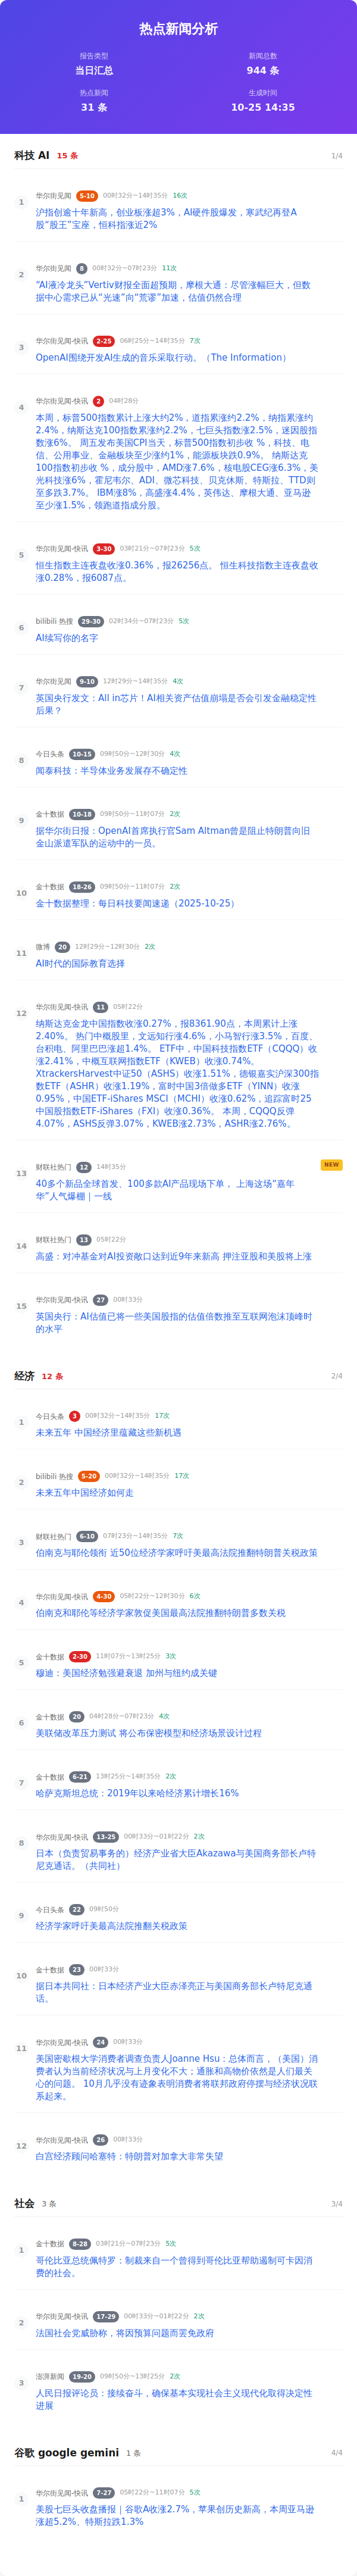 热点新闻分析
报告类型
当日汇总
新闻总数
944 条
热点新闻
31 条
生成时间
10-25 14:35
科技 AI 15 条 1/4
1
华尔街见闻 5-10 00时32分~14时35分 16次
沪指创逾十年新高，创业板涨超3%，AI硬件股爆发，寒武纪再登A
股“股王”宝座，恒科指涨近2%
2
华尔街见闻 8 00时32分~07时23分 11次
“AI液冷龙头”Vertiv财报全面超预期，摩根大通：尽管涨幅巨大，但数
据中心需求已从“光速”向“荒谬”加速，估值仍然合理
3
华尔街见闻-快讯 2-25 06时25分~14时35分 7次
OpenAI围绕开发AI生成的音乐采取行动。（The Information）
4
华尔街见闻-快讯 2 04时28分
本周，标普500指数累计上涨大约2%，道指累涨约2.2%，纳指累涨约
2.4%，纳斯达克100指数累涨约2.2%，七巨头指数涨2.5%，迷因股指
数涨6%。 周五发布美国CPI当天，标普500指数初步收 %，科技、电
信、公用事业、金融板块至少涨约1%，能源板块跌0.9%。 纳斯达克
100指数初步收 %，成分股中，AMD涨7.6%，核电股CEG涨6.3%，美
光科技涨6%，霍尼韦尔、ADI、微芯科技、贝克休斯、特斯拉、TTD则
至多跌3.7%。 IBM涨8%，高盛涨4.4%，英伟达、摩根大通、亚马逊
至少涨1.5%，领跑道指成分股。
5
华尔街见闻-快讯 3-30 03时21分~07时23分 5次
恒生指数主连夜盘收涨0.36%，报26256点。 恒生科技指数主连夜盘收
涨0.28%，报6087点。
6
bilibili 热搜 29-30 02时34分~07时23分 5次
AI续写你的名字
7
华尔街见闻 9-10 12时29分~14时35分 4次
英国央行发文：All in芯片！AI相关资产估值崩塌是否会引发金融稳定性
后果？
8
今日头条 10-15 09时50分~12时30分 4次
闻泰科技：半导体业务发展存不确定性
9
金十数据 10-18 09时50分~11时07分 2次
据华尔街日报：OpenAI首席执行官Sam Altman曾是阻止特朗普向旧
金山派遣军队的运动中的一员。
10
金十数据 18-26 09时50分~11时07分 2次
金十数据整理：每日科技要闻速递（2025-10-25）
11
微博 20 12时29分~12时30分 2次
AI时代的国际教育选择
12
华尔街见闻-快讯 11 05时22分
纳斯达克金龙中国指数收涨0.27%，报8361.90点，本周累计上涨
2.40%。 热门中概股里，文远知行涨4.6%，小马智行涨3.5%，百度、
台积电、阿里巴巴涨超1.4%。 ETF中，中国科技指数ETF（CQQQ）收
涨2.41%，中概互联网指数ETF（KWEB）收涨0.74%。
XtrackersHarvest中证50（ASHS）收涨1.51%，德银嘉实沪深300指
数ETF（ASHR）收涨1.19%，富时中国3倍做多ETF（YINN）收涨
0.95%，中国ETF-iShares MSCI（MCHI）收涨0.62%，追踪富时25
中国股指数ETF-iShares（FXI）收涨0.36%。 本周，CQQQ反弹
4.07%，ASHS反弹3.07%，KWEB涨2.73%，ASHR涨2.76%。
13
财联社热门 12 14时35分 NEW
40多个新品全球首发、100多款AI产品现场下单， 上海这场“嘉年
华”人气爆棚｜一线
14
财联社热门 13 05时22分
高盛：对冲基金对AI投资敞口达到近9年来新高 押注亚股和美股将上涨
15
华尔街见闻-快讯 27 00时33分
英国央行：AI估值已将一些美国股指的估值倍数推至互联网泡沫顶峰时
的水平
经济 12 条 2/4
1
今日头条 3 00时32分~14时35分 17次
未来五年 中国经济里蕴藏这些新机遇
2
bilibili 热搜 5-20 00时32分~14时35分 17次
未来五年中国经济如何走
3
财联社热门 6-10 07时23分~14时35分 7次
伯南克与耶伦领衔 近50位经济学家呼吁美最高法院推翻特朗普关税政策
4
华尔街见闻-快讯 4-30 05时22分~12时30分 6次
伯南克和耶伦等经济学家敦促美国最高法院推翻特朗普多数关税
5
金十数据 2-30 11时07分~13时25分 3次
穆迪：美国经济勉强避衰退 加州与纽约成关键
6
金十数据 20 04时28分~07时23分 4次
美联储改革压力测试 将公布保密模型和经济场景设计过程
7
金十数据 6-21 13时25分~14时35分 2次
哈萨克斯坦总统：2019年以来哈经济累计增长16%
8
华尔街见闻-快讯 13-25 00时33分~01时22分 2次
日本（负责贸易事务的）经济产业省大臣Akazawa与美国商务部长卢特
尼克通话。（共同社）
9
今日头条 22 09时50分
经济学家呼吁美最高法院推翻关税政策
10
金十数据 23 00时33分
据日本共同社：日本经济产业大臣赤泽亮正与美国商务部长卢特尼克通
话。
11
华尔街见闻-快讯 24 00时33分
美国密歇根大学消费者调查负责人Joanne Hsu：总体而言，（美国）消
费者认为当前经济状况与上月变化不大；通胀和高物价依然是人们最关
心的问题。 10月几乎没有迹象表明消费者将联邦政府停摆与经济状况联
系起来。
12
华尔街见闻-快讯 26 00时33分
白宫经济顾问哈塞特：特朗普对加拿大非常失望
社会 3 条 3/4
1
金十数据 8-28 03时21分~07时23分 5次
哥伦比亚总统佩特罗：制裁来自一个曾得到哥伦比亚帮助遏制可卡因消
费的社会。
2
华尔街见闻-快讯 17-29 00时33分~01时22分 2次
法国社会党威胁称，将因预算问题而罢免政府
3
澎湃新闻 19-20 09时50分~13时25分 2次
人民日报评论员：接续奋斗，确保基本实现社会主义现代化取得决定性
进展
谷歌 google gemini 1 条 4/4
1
华尔街见闻-快讯 7-27 05时22分~11时07分 5次
美股七巨头收盘播报｜谷歌A收涨2.7%，苹果创历史新高，本周亚马逊
涨超5.2%、特斯拉跌1.3%